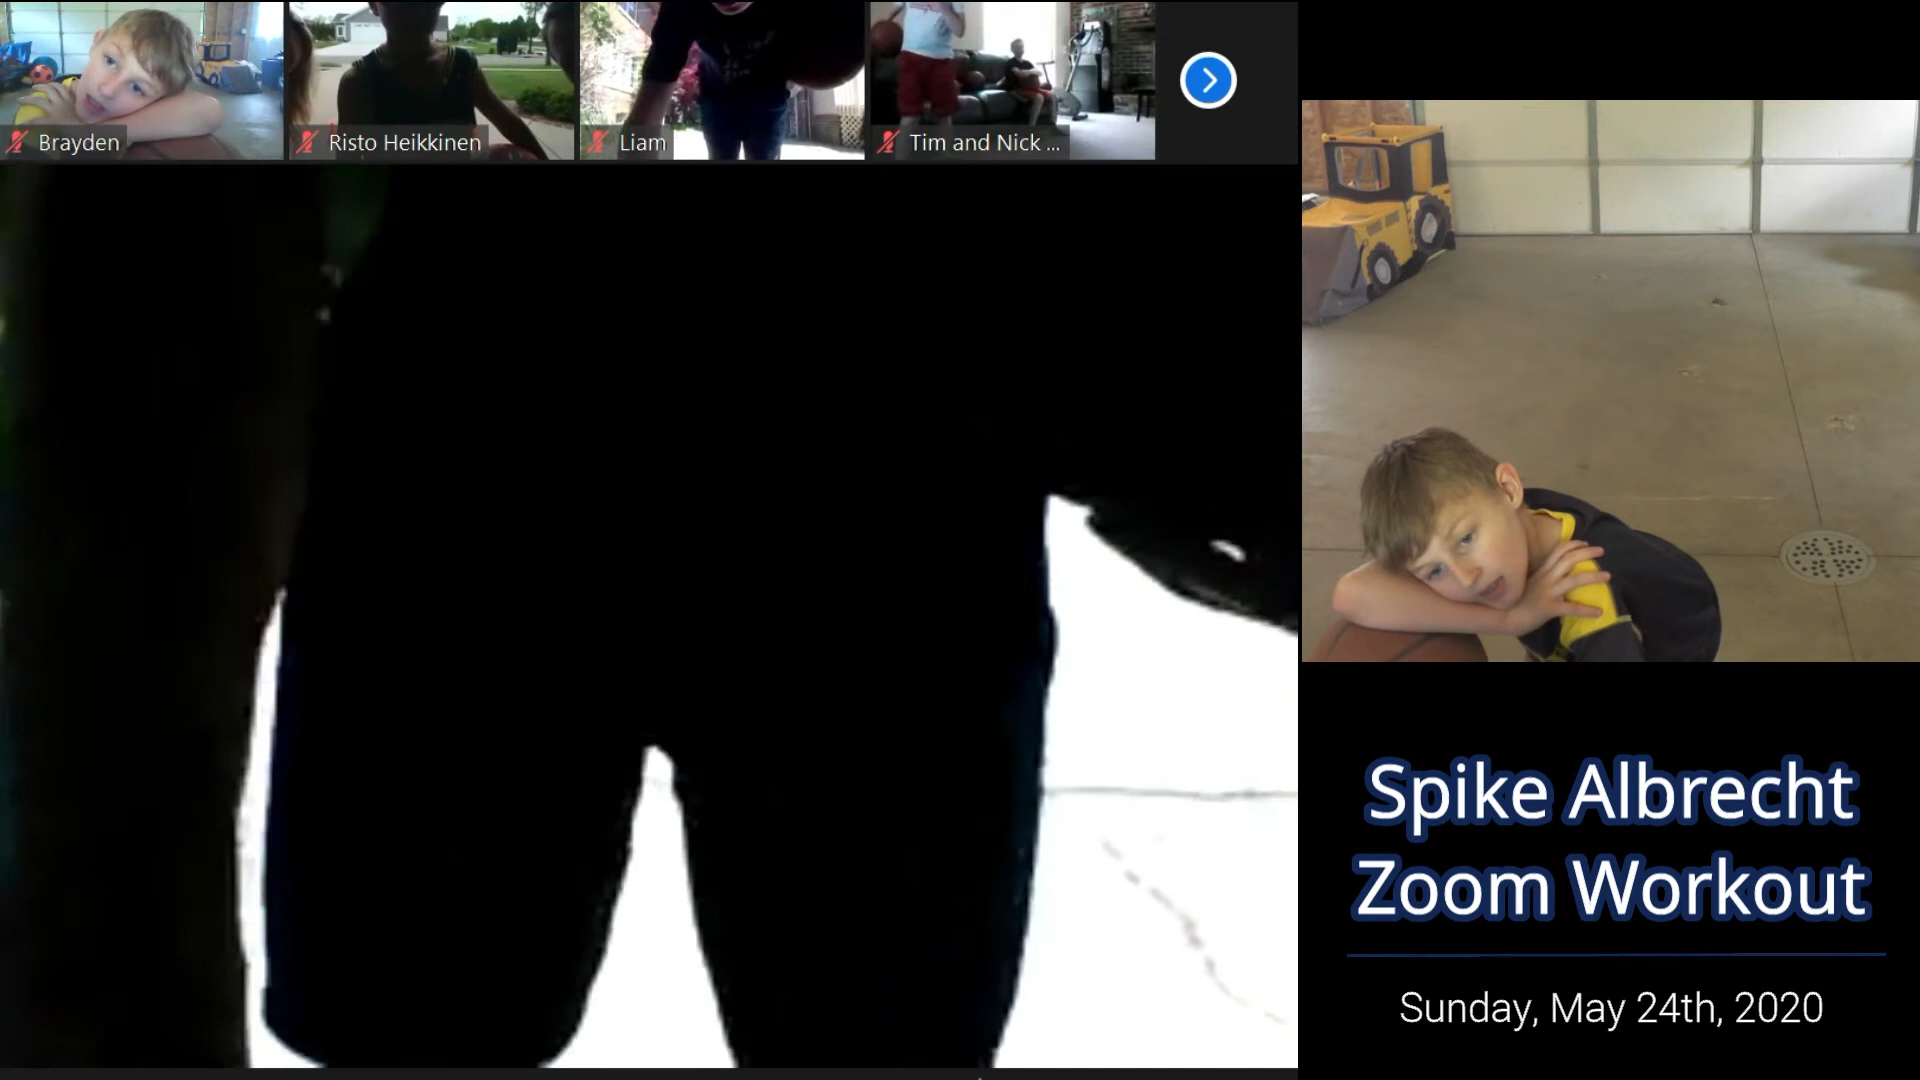 Brayden
Risto Heikkinen
Liam
Tim and Nick ...
Spike Albrecht
Zoom Workout
Sunday, May 24th, 2020